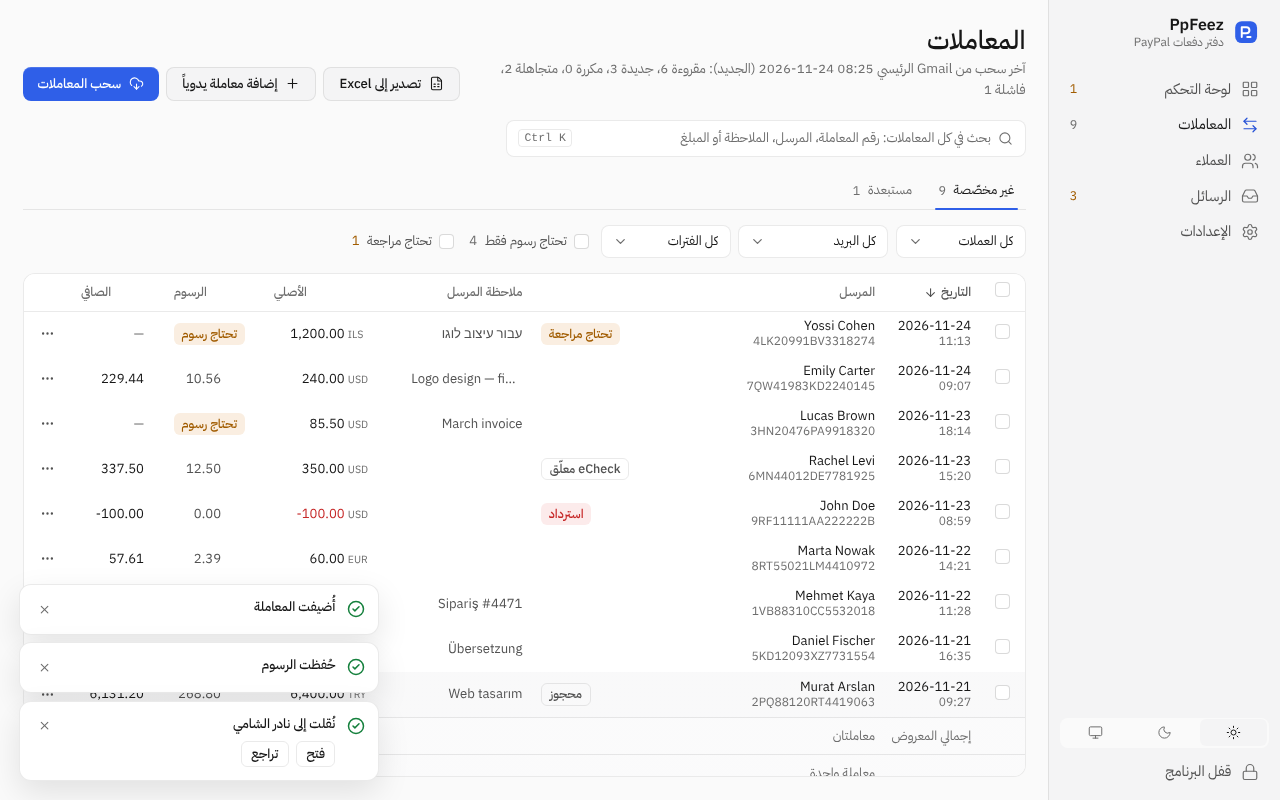 PpFeez
دفتر دفعات PayPal
لوحة التحكم 1
المعاملات 9
العملاء
الرسائل 3
الإعدادات
قفل البرنامج
المعاملات
آخر سحب من Gmail الرئيسي 08:25 2026-11-24 (الجديد): مقروءة 6، جديدة 3، مكررة 0، متجاهلة 2،
فاشلة 1
تصدير إلى Excel
إضافة معاملة يدوياً
سحب المعاملات
بحث في كل المعاملات: رقم المعاملة، المرسل، الملاحظة أو المبلغ Ctrl K
غير مخصّصة 9 مستبعدة 1
كل العملات كل البريد كل الفترات تحتاج رسوم فقط 4 تحتاج مراجعة 1
التاريخ المرسل ملاحظة المرسل الأصلي الرسوم الصافي
2026-11-24 Yossi Cohen تحتاج مراجعة עבור עיצוב לוגו 1,200.00 ILS تحتاج رسوم —
11:13 4LK20991BV3318274
2026-11-24 Emily Carter Logo design — fi… 240.00 USD 10.56 229.44
09:07 7QW41983KD2240145
2026-11-23 Lucas Brown March invoice 85.50 USD تحتاج رسوم —
18:14 3HN20476PA9918320
2026-11-23 Rachel Levi eCheck معلّق 350.00 USD 12.50 337.50
15:20 6MN44012DE7781925
2026-11-23 John Doe استرداد -100.00 USD 0.00 -100.00
08:59 9RF11111AA222222B
2026-11-22 Marta Nowak 60.00 EUR 2.39 57.61
14:21 8RT55021LM4410972
2026-11-22 Mehmet Kaya Sipariş #4471
11:28 1VB88310CC5532018
2026-11-21 Daniel Fischer Übersetzung
16:35 5KD12093XZ7731554
2026-11-21 Murat Arslan محجوز Web tasarım 6,400.00 TRY 268.80 6,131.20
09:27 2PQ88120RT4419063
إجمالي المعروض معاملتان
معاملة واحدة
أُضيفت المعاملة
حُفظت الرسوم
نُقلت إلى نادر الشامي
فتح تراجع